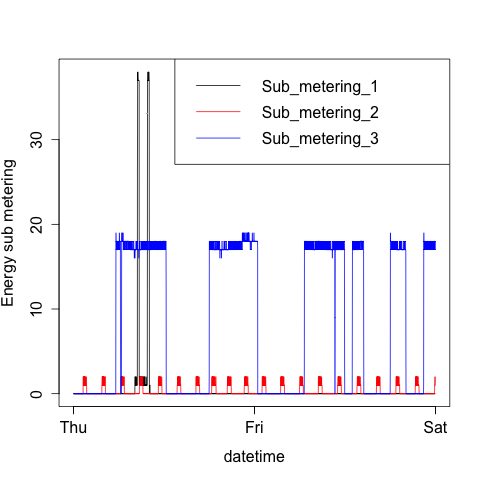 Sub_metering_1
Sub_metering_2
Sub_metering_3
Energy sub metering
30
20
10
0
Thu Fri Sat
datetime